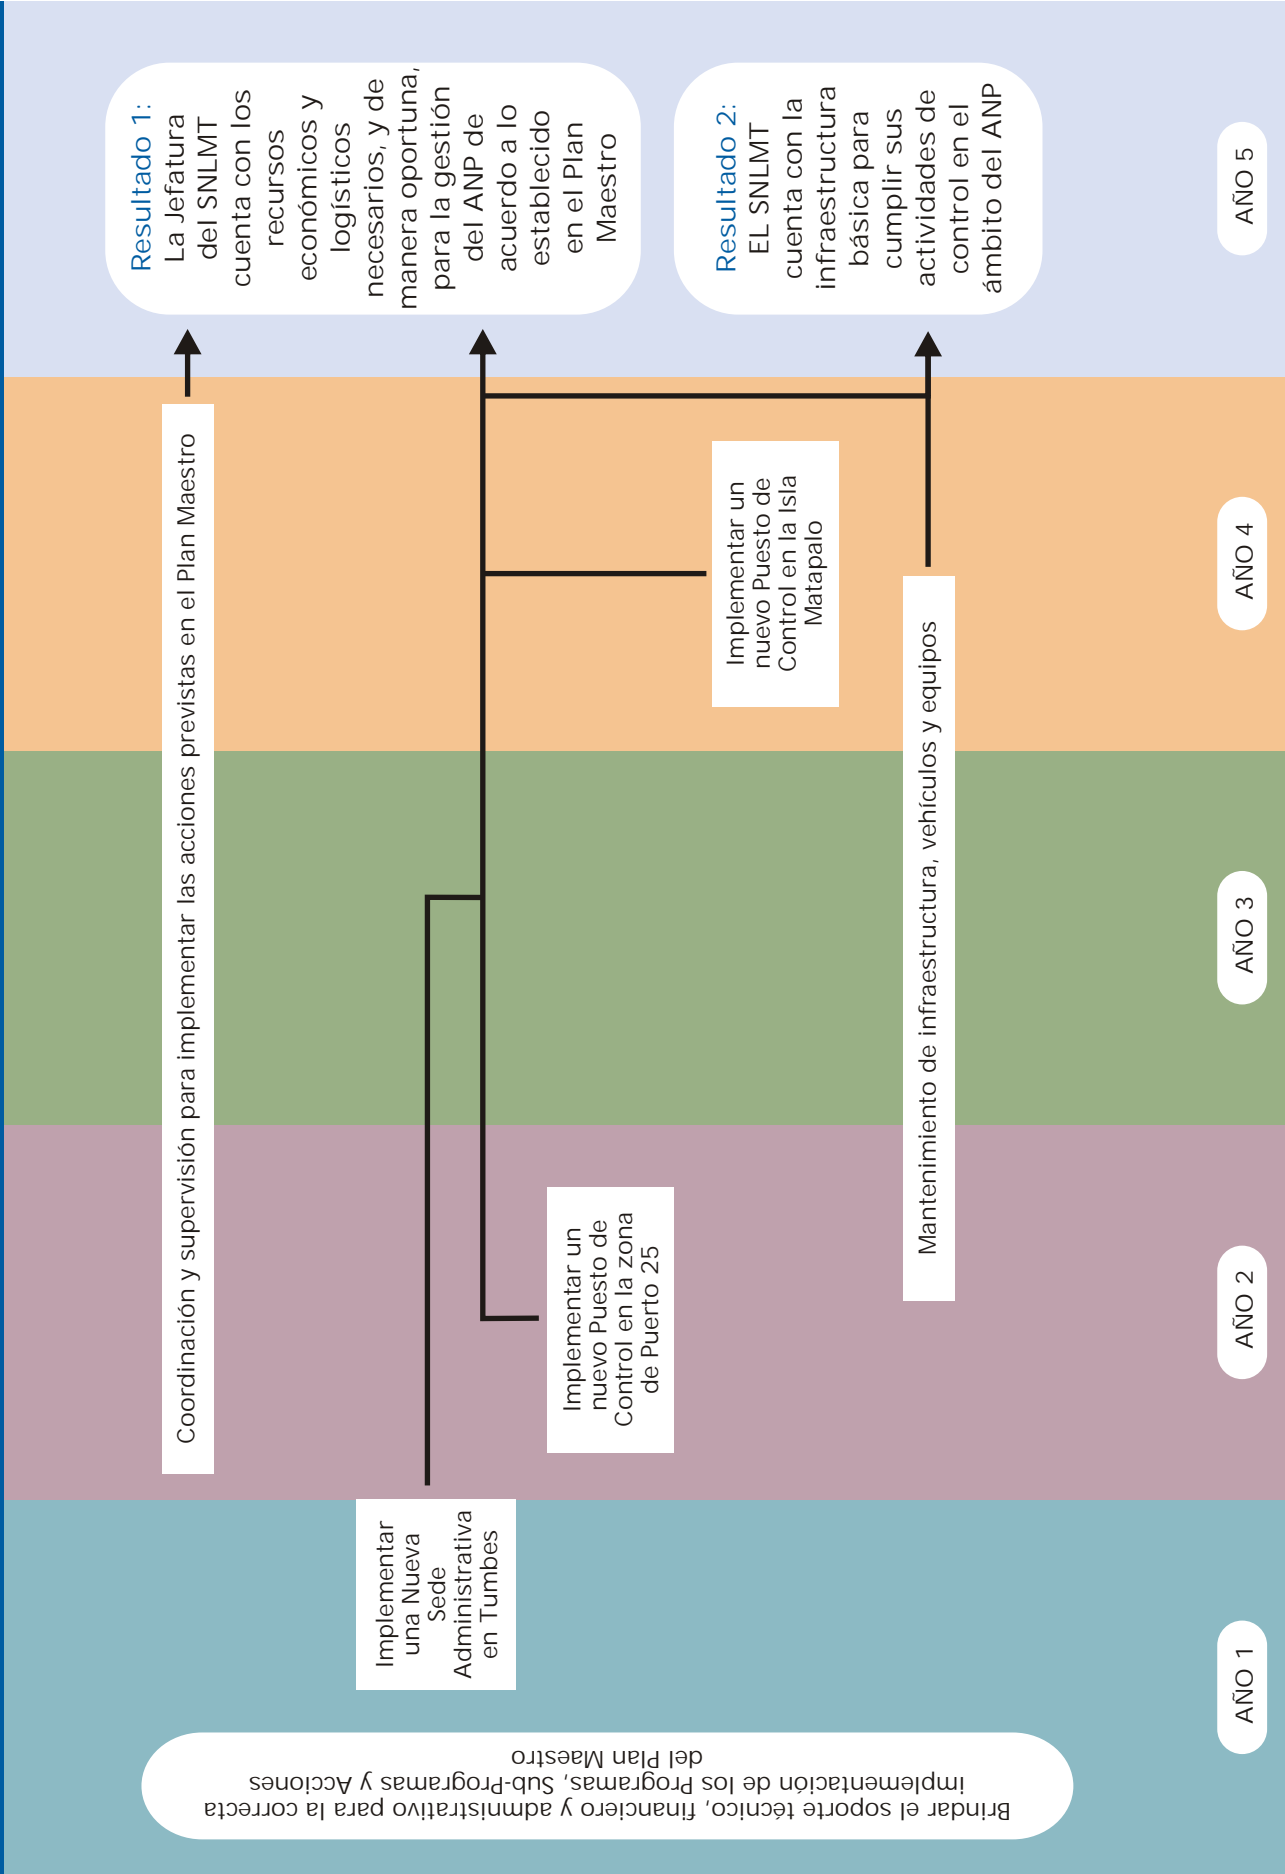 Brindar el soporte técnico, financiero y administrativo para la correcta
implementación de los Programas, Sub-Programas y Acciones
del Plan Maestro
Coordinación y supervisión para implementar las acciones previstas en el Plan Maestro
Implementar
una Nueva
Sede
Administrativa
en Tumbes
Implementar un
nuevo Puesto de
Control en la zona
de Puerto 25
Implementar un
nuevo Puesto de
Control en la Isla
Matapalo
Mantenimiento de infraestructura, vehículos y equipos
Resultado 1:
La Jefatura
del SNLMT
cuenta con los
recursos
económicos y
logísticos
necesarios, y de
manera oportuna,
para la gestión
del ANP de
acuerdo a lo
establecido
en el Plan
Maestro
Resultado 2:
EL SNLMT
cuenta con la
infraestructura
básica para
cumplir sus
actividades de
control en el
ámbito del ANP
AÑO 1
AÑO 2
AÑO 3
AÑO 4
AÑO 5